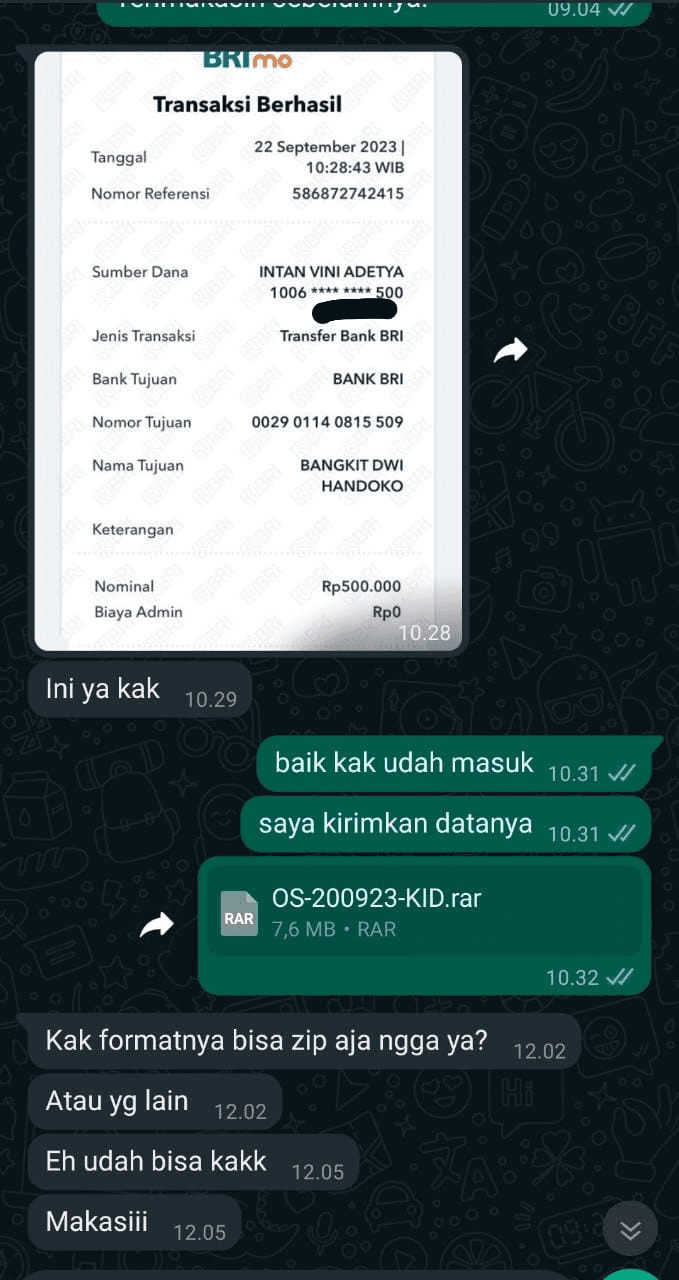 Terimakasih sebelumnya.
09.04
BRImo
Transaksi Berhasil
Tanggal 22 September 2023 |
10:28:43 WIB
Nomor Referensi 586872742415
Sumber Dana INTAN VINI ADETYA
1006 **** **** 500
Jenis Transaksi Transfer Bank BRI
Bank Tujuan BANK BRI
Nomor Tujuan 0029 0114 0815 509
Nama Tujuan BANGKIT DWI
HANDOKO
Keterangan
Nominal Rp500.000
Biaya Admin Rp0
10.28
Ini ya kak 10.29
baik kak udah masuk 10.31
saya kirimkan datanya 10.31
OS-200923-KID.rar
RAR
7,6 MB • RAR
10.32
Kak formatnya bisa zip aja ngga ya? 12.02
Atau yg lain 12.02
Eh udah bisa kakk 12.05
Makasiii 12.05